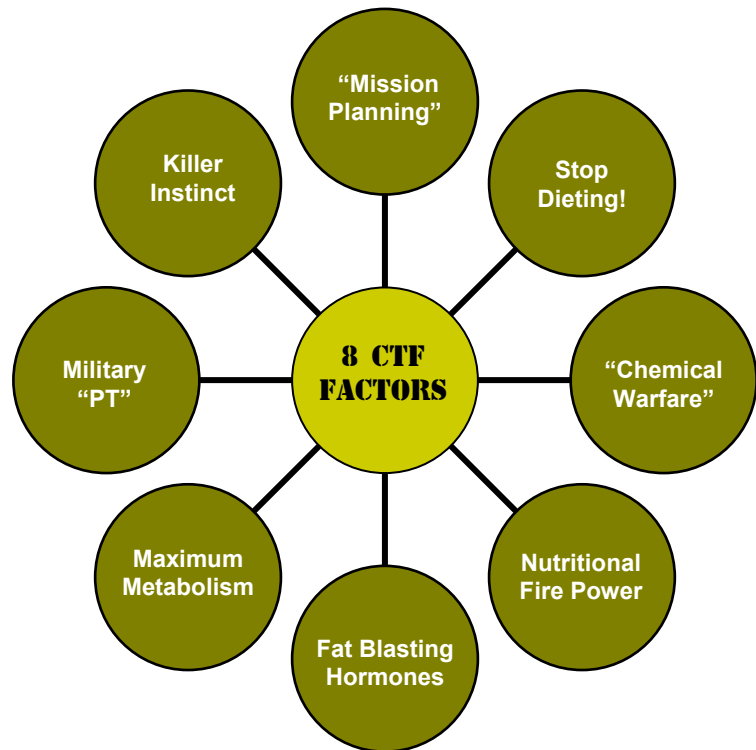 “Mission
Planning”
Stop
Dieting!
“Chemical
Warfare”
Nutritional
Fire Power
Fat Blasting
Hormones
Maximum
Metabolism
Military
“PT”
Killer
Instinct
8 CTF
FACTORS